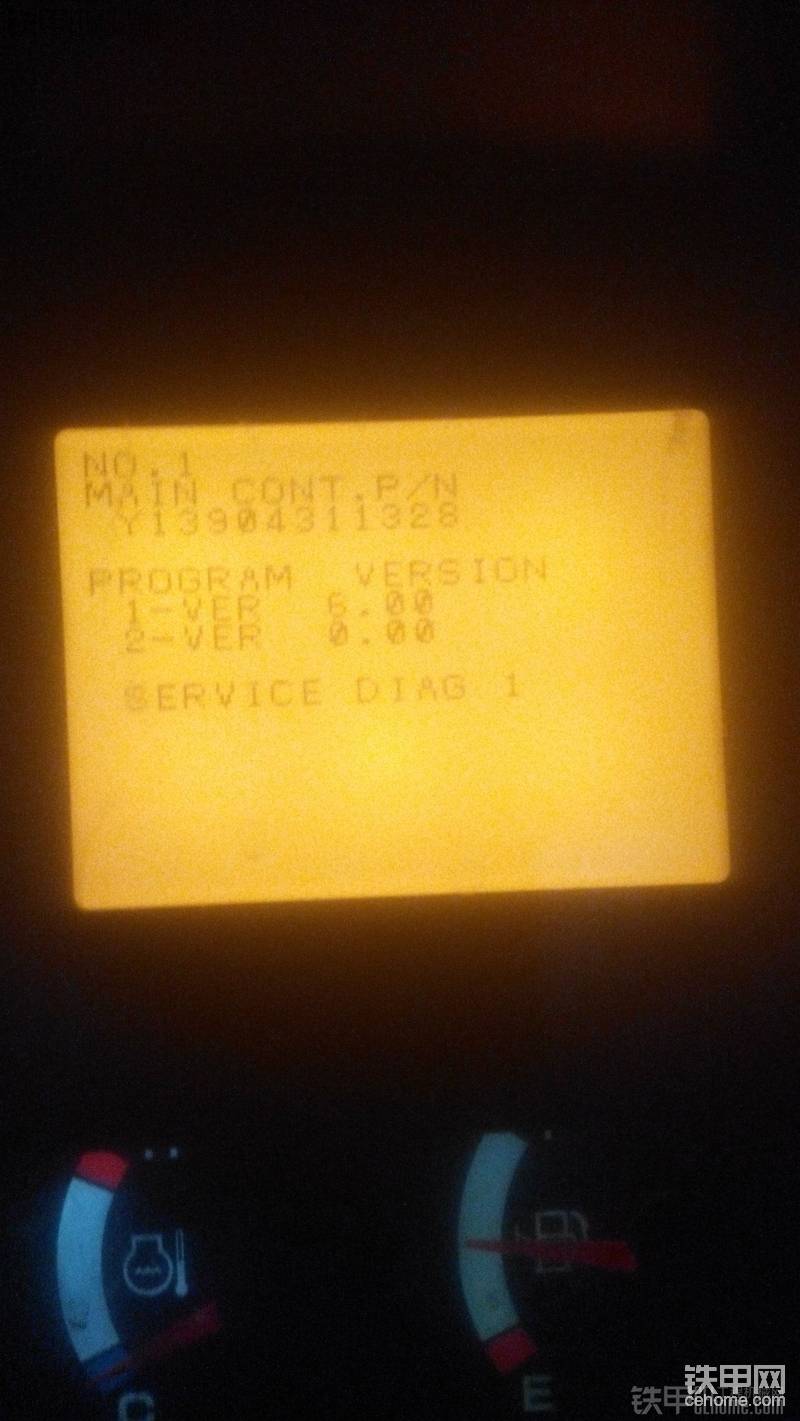 NO.1
MAIN CONT.P/N
Y13904311328
PROGRAM VERSION
1-VER 6.00
2-VER 0.00
SERVICE DIAG 1
C
E
铁甲网
cehome.com